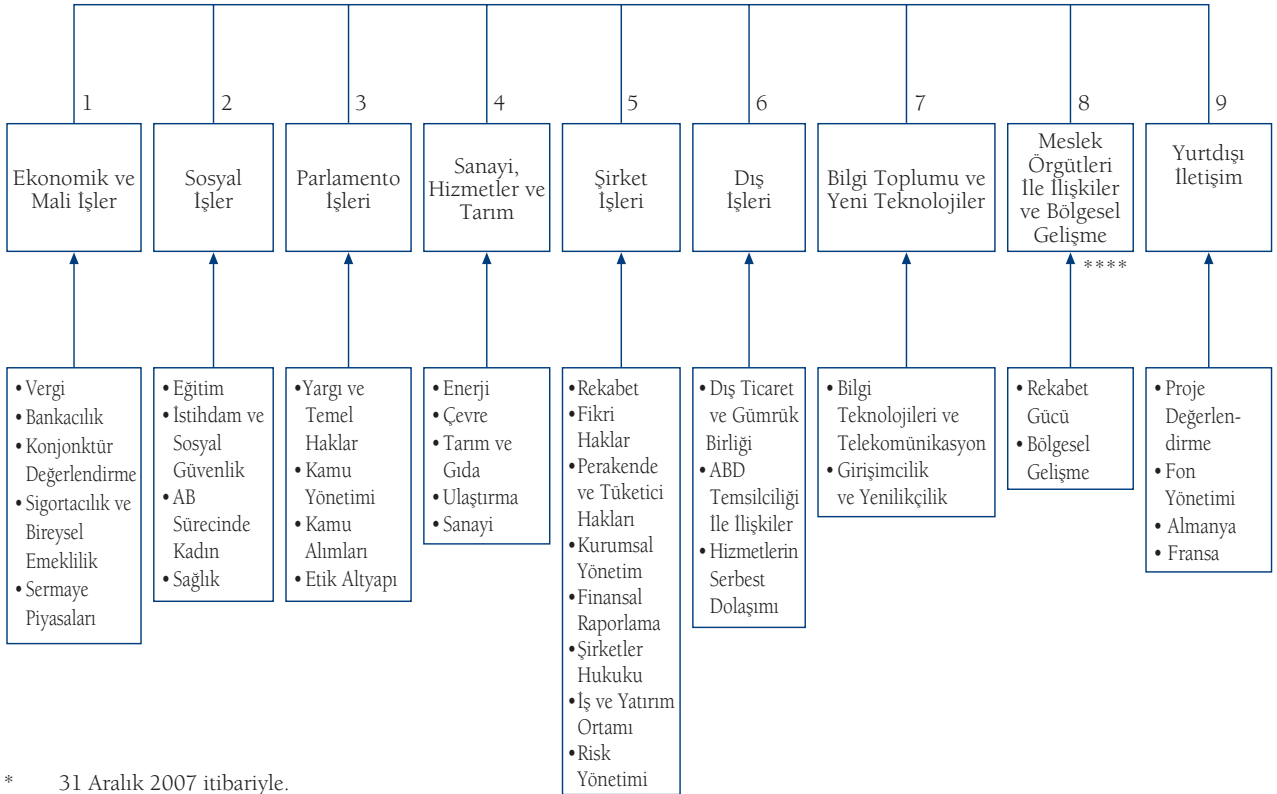 1
2
3
4
5
6
7
8
9
Ekonomik ve
Mali İşler
Sosyal
İşler
Parlamento
İşleri
Sanayi,
Hizmetler ve
Tarım
Şirket
İşleri
Dış
İşleri
Bilgi Toplumu ve
Yeni Teknolojiler
Meslek
Örgütleri
İle İlişkiler
ve Bölgesel
Gelişme
Yurtdışı
İletişim
****
• Vergi
• Bankacılık
• Konjonktür
Değerlendirme
• Sigortacılık ve
Bireysel
Emeklilik
• Sermaye
Piyasaları
• Eğitim
• İstihdam ve
Sosyal
Güvenlik
• AB
Sürecinde
Kadın
• Sağlık
• Yargı ve
Temel
Haklar
• Kamu
Yönetimi
• Kamu
Alımları
• Etik Altyapı
• Enerji
• Çevre
• Tarım ve
Gıda
• Ulaştırma
• Sanayi
• Rekabet
• Fikri
Haklar
• Perakende
ve Tüketici
Hakları
• Kurumsal
Yönetim
• Finansal
Raporlama
• Şirketler
Hukuku
• İş ve Yatırım
Ortamı
• Risk
Yönetimi
• Dış Ticaret
ve Gümrük
Birliği
• ABD
Temsilciliği
İle İlişkiler
• Hizmetlerin
Serbest
Dolaşımı
• Bilgi
Teknolojileri ve
Telekomünikasyon
• Girişimcilik
ve Yenilikçilik
• Rekabet
Gücü
• Bölgesel
Gelişme
• Proje
Değerlen-
dirme
• Fon
Yönetimi
• Almanya
• Fransa
* 31 Aralık 2007 itibariyle.